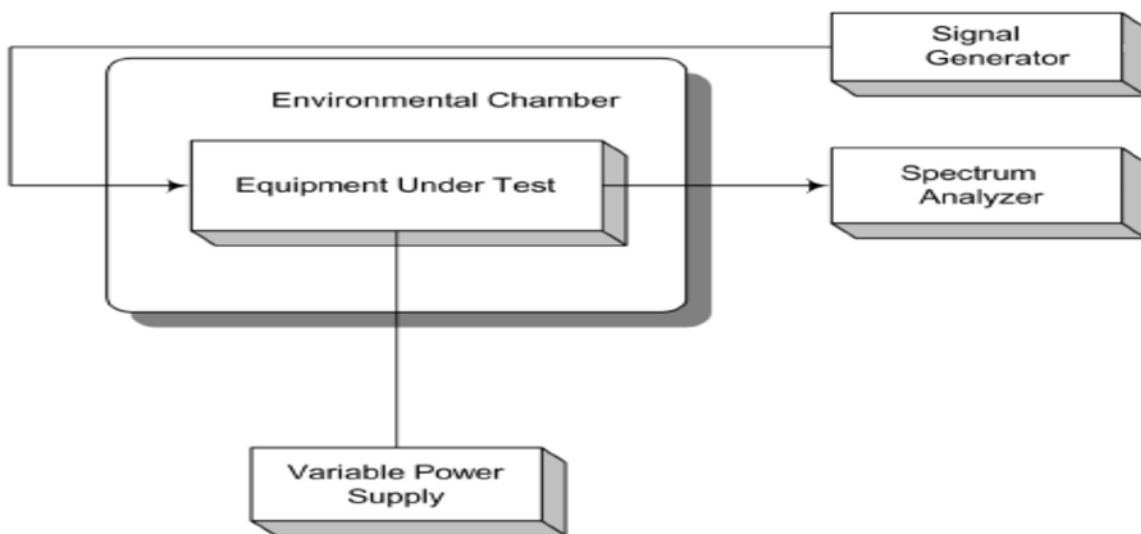 Signal
Generator
Environmental Chamber
Equipment Under Test
Spectrum
Analyzer
Variable Power
Supply